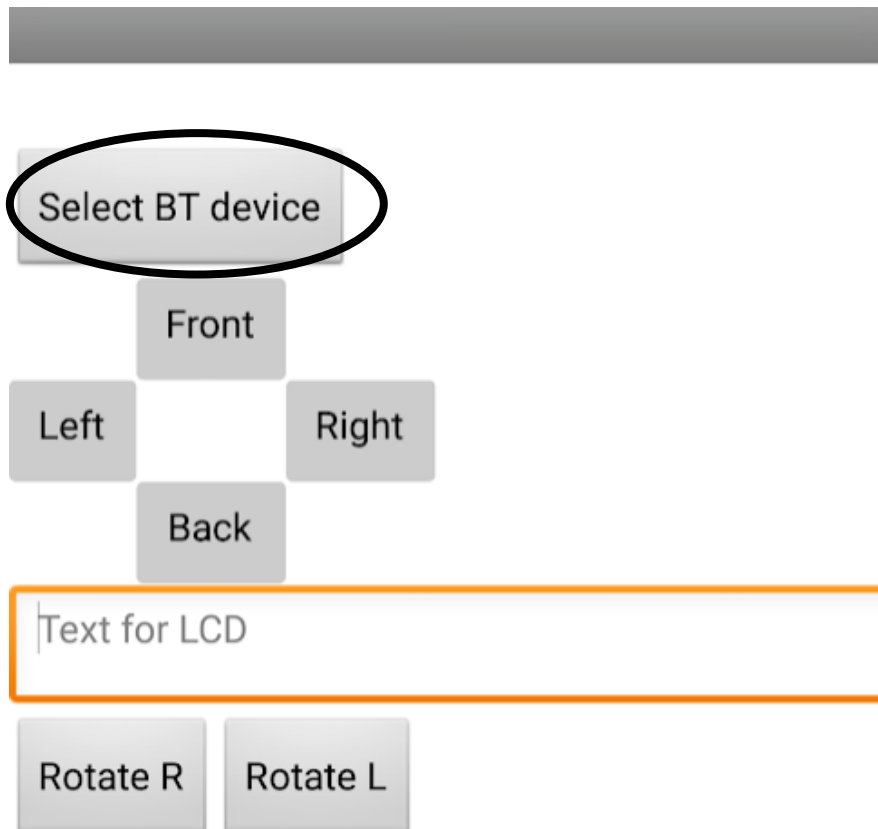 Select BT device
Front
Left Right
Back
Text for LCD
Rotate R Rotate L